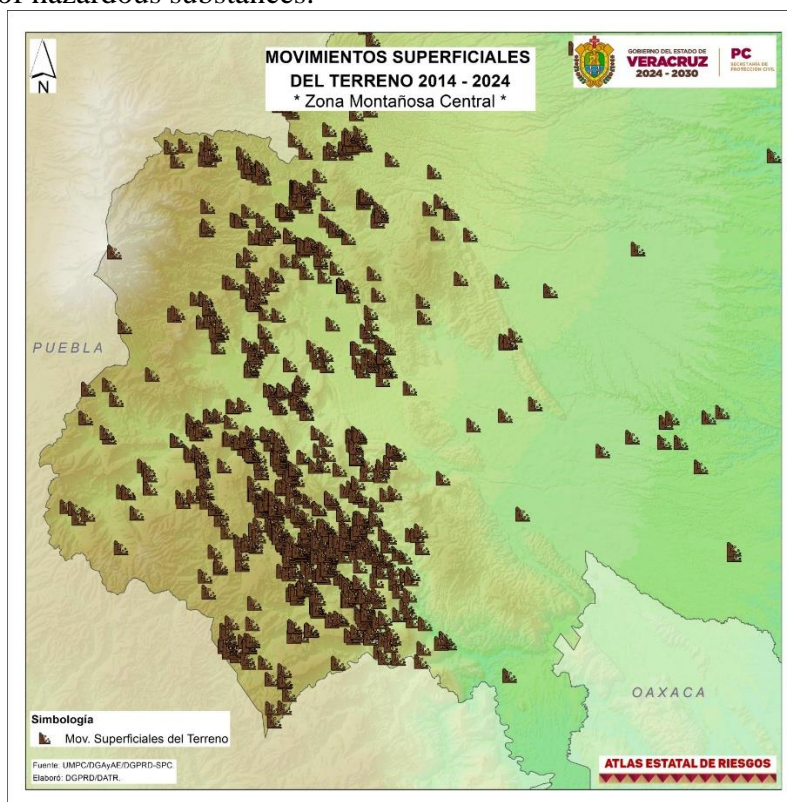 or hazardous substances.
MOVIMIENTOS SUPERFICIALES
DEL TERRENO 2014 - 2024
* Zona Montañosa Central *
GOBIERNO DEL ESTADO DE
VERACRUZ
2024 - 2030
PC
SECRETARÍA DE
PROTECCIÓN CIVIL
N
PUEBLA
OAXACA
Simbología
Mov. Superficiales del Terreno
Fuente: UMPC/DGAyAE/DGPRD-SPC.
Elaboró: DGPRD/DATR.
ATLAS ESTATAL DE RIESGOS